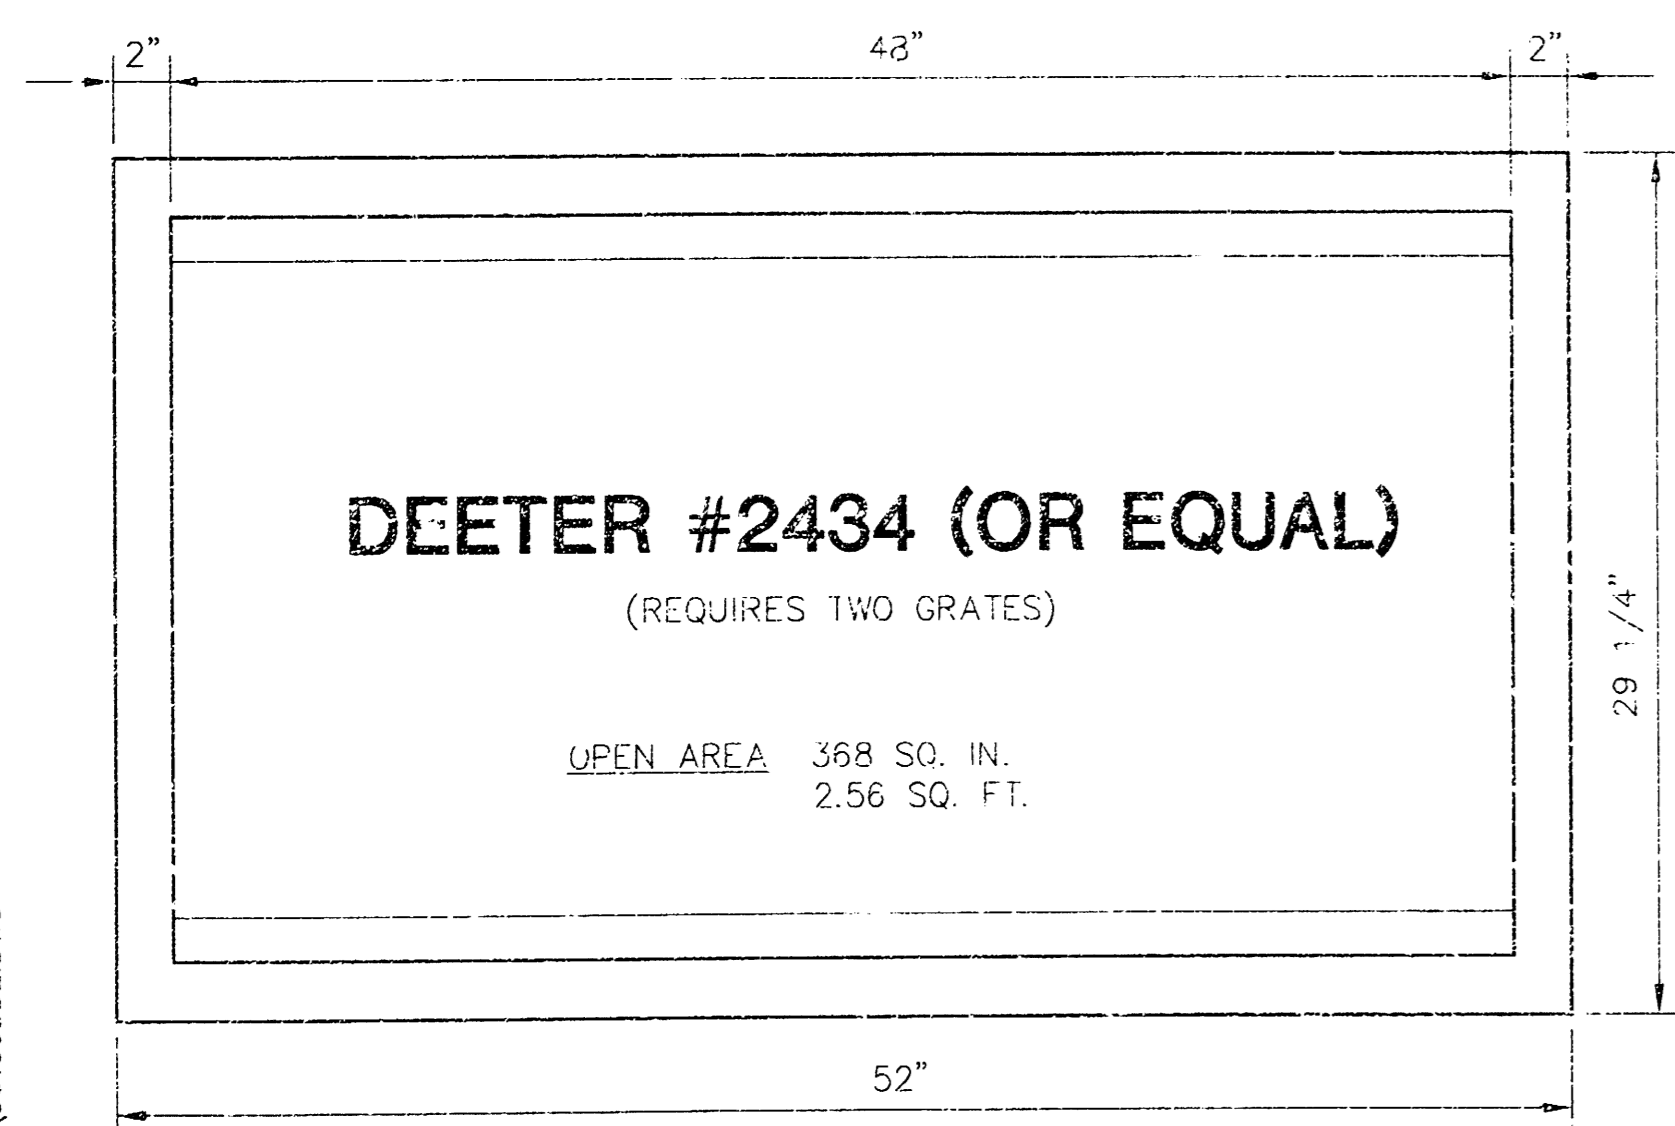 2" 48" 2"
DEETER #2434 (OR EQUAL)
(REQUIRES TWO GRATES)
29 1/4"
OPEN AREA 368 SQ. IN.
2.56 SQ. FT.
52"